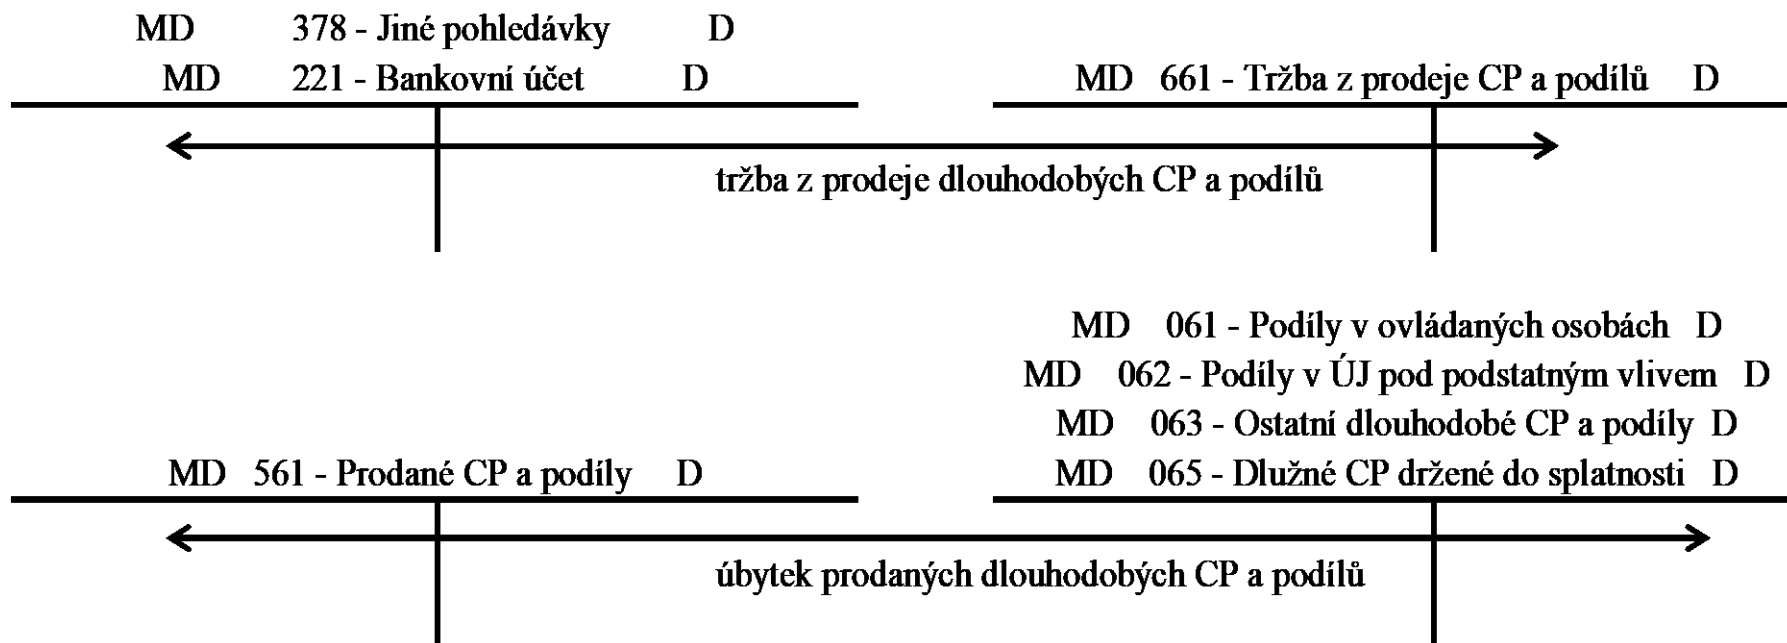 MD 378 - Jiné pohledávky D
MD 221 - Bankovní účet D
MD 661 - Tržba z prodeje CP a podílů D
tržba z prodeje dlouhodobých CP a podílů
MD 061 - Podíly v ovládaných osobách D
MD 062 - Podíly v ÚJ pod podstatným vlivem D
MD 063 - Ostatní dlouhodobé CP a podíly D
MD 561 - Prodané CP a podíly D
MD 065 - Dlužné CP držené do splatnosti D
úbytek prodaných dlouhodobých CP a podílů